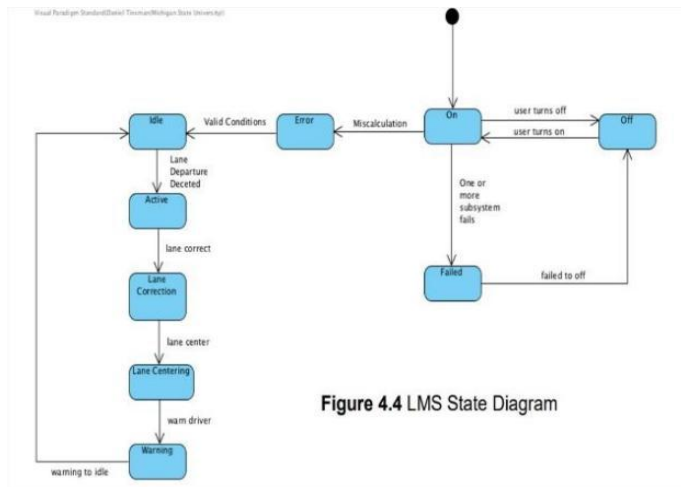 Visual Paradigm Standard(Daniel Tinsman(Michigan State University))
Idle
Valid Conditions
Error
Miscalculation
On
user turns off
user turns on
Off
Lane
Departure
Deceted
Active
One or
more
subsystem
fails
lane correct
Failed
failed to off
Lane
Correction
lane center
Lane Centering
Figure 4.4 LMS State Diagram
warn driver
Warning
warning to idle